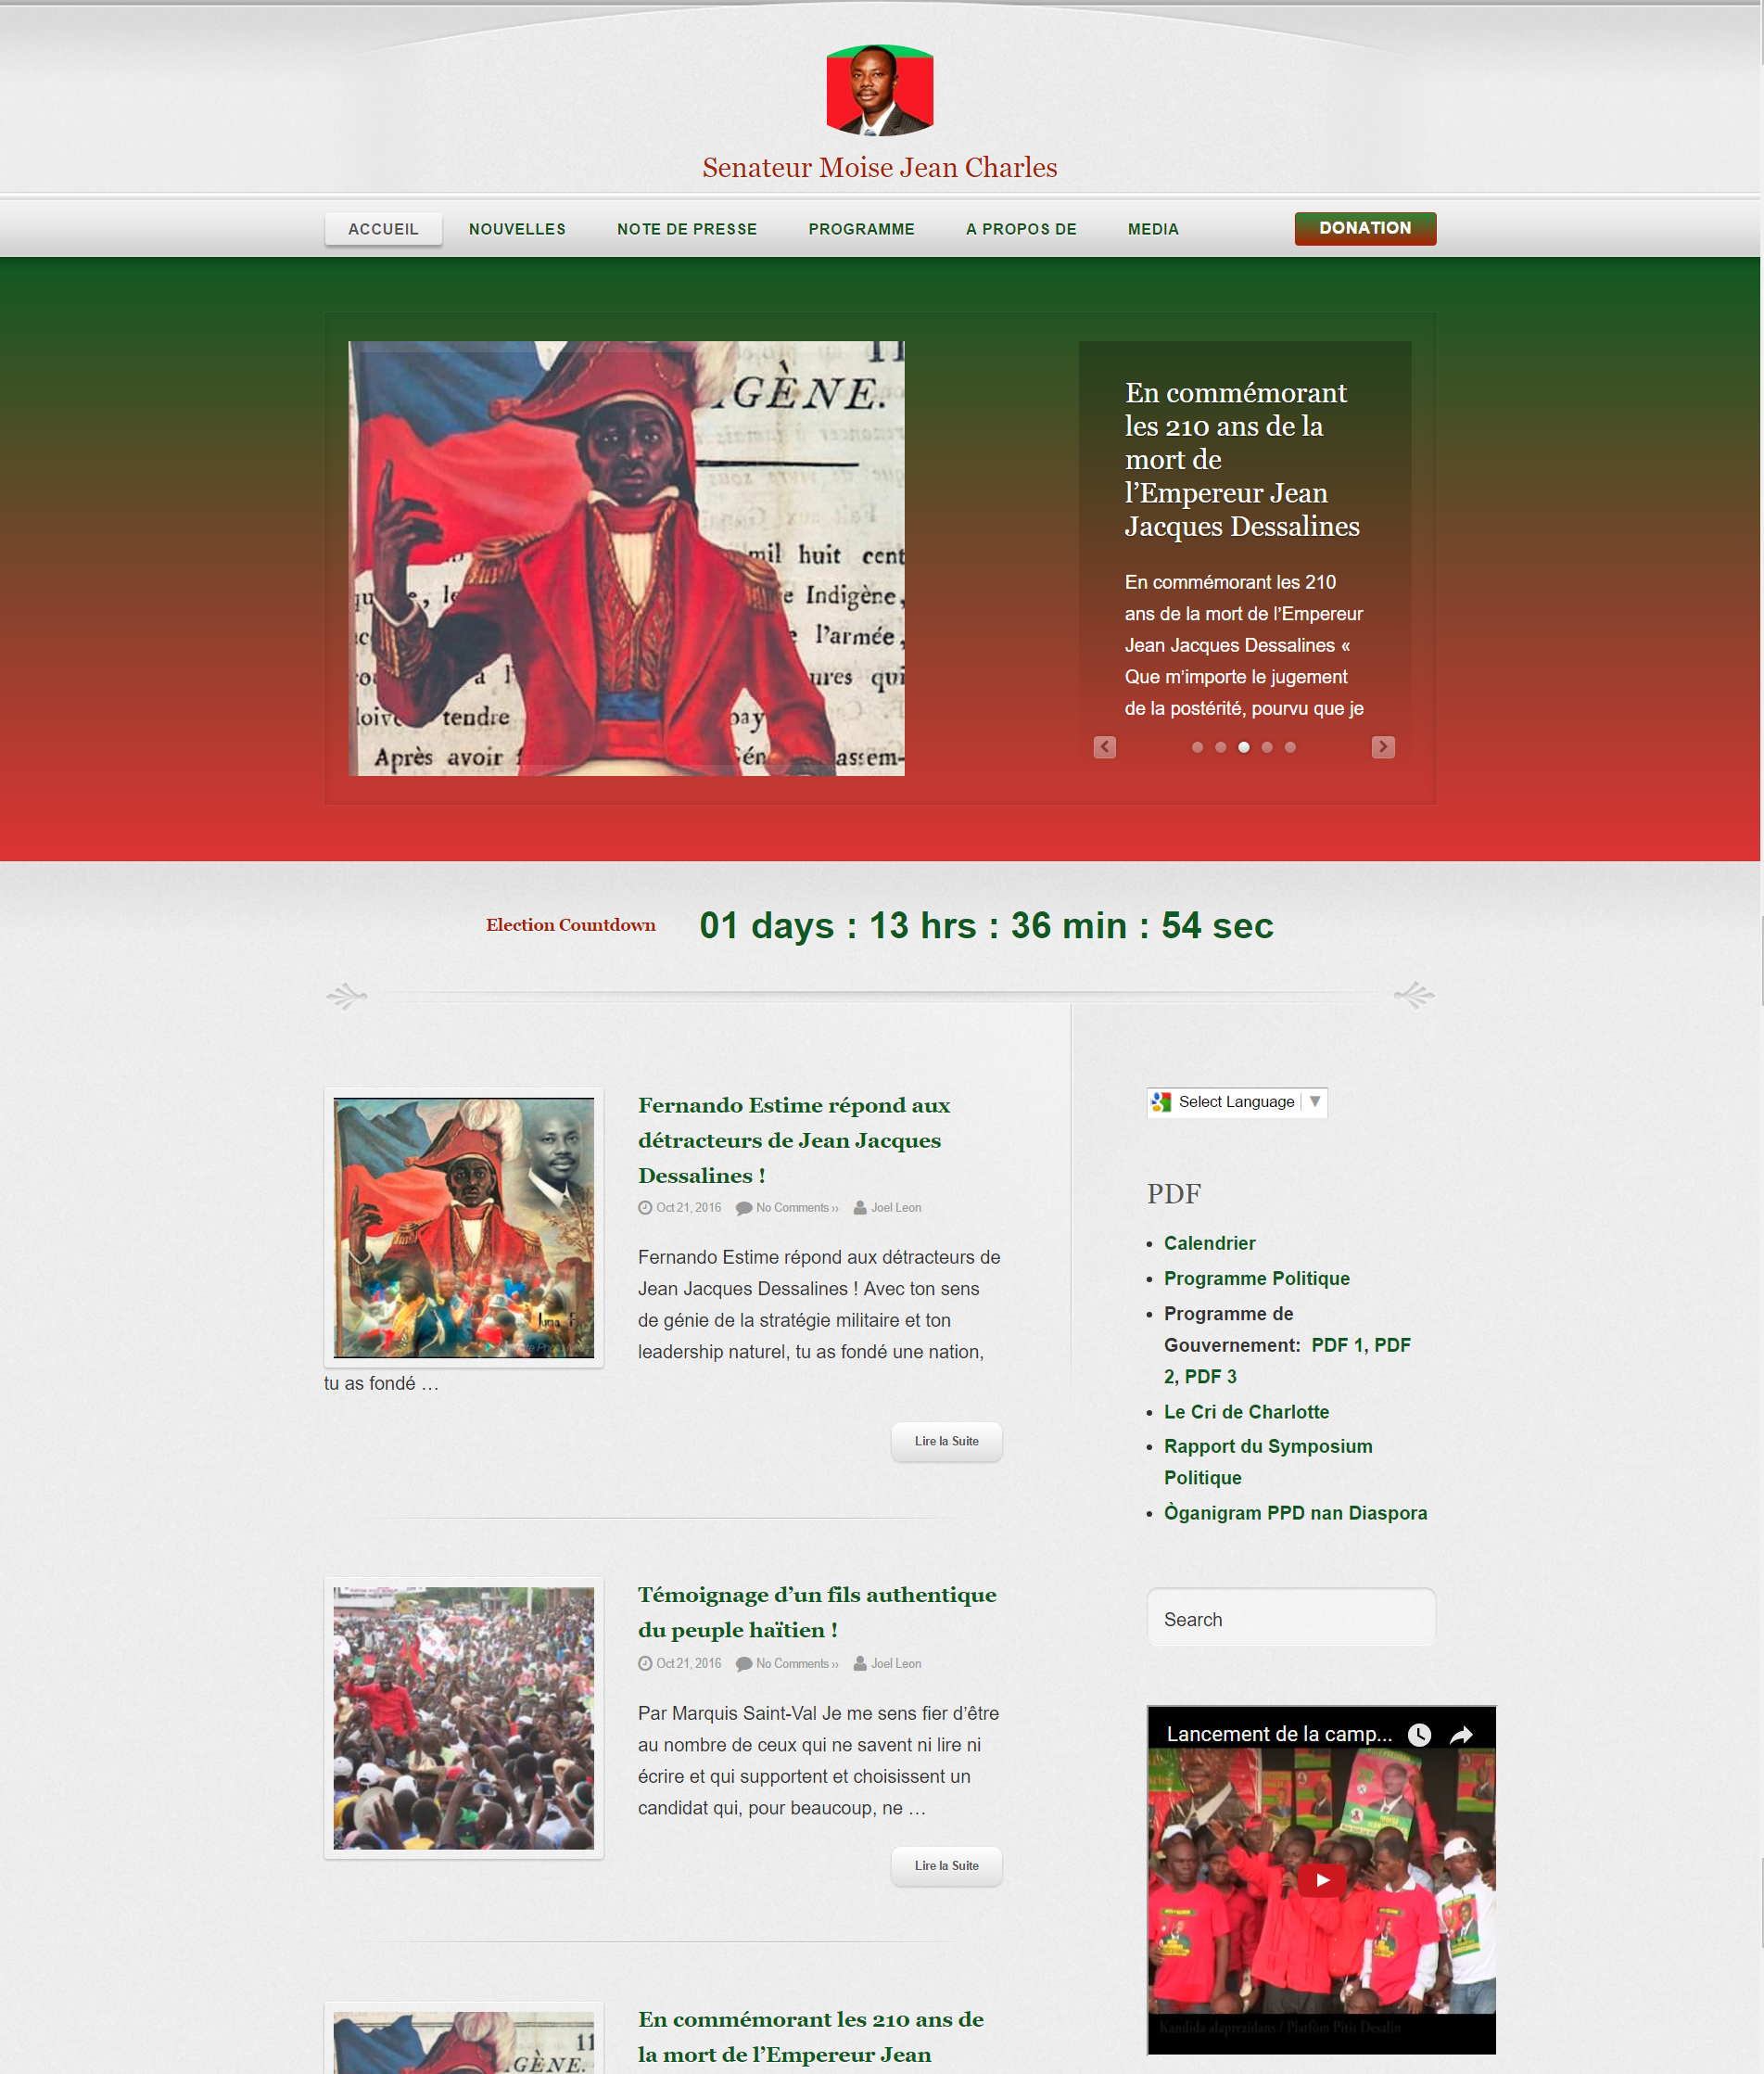 Senateur Moise Jean Charles
ACCUEIL
NOUVELLES
NOTE DE PRESSE
PROGRAMME
A PROPOS DE
MEDIA
DONATION
GÈNE.
mil huit cent
e Indigène,
l'armée,
ures qui
tendre
Après avoir
assem-
En commémorant
les 210 ans de la
mort de
l’Empereur Jean
Jacques Dessalines
En commémorant les 210
ans de la mort de l’Empereur
Jean Jacques Dessalines «
Que m’importe le jugement
de la postérité, pourvu que je
Election Countdown
01 days : 13 hrs : 36 min : 54 sec
Fernando Estime répond aux
détracteurs de Jean Jacques
Dessalines !
Oct 21, 2016 No Comments ›› Joel Leon
Fernando Estime répond aux détracteurs de
Jean Jacques Dessalines ! Avec ton sens
de génie de la stratégie militaire et ton
leadership naturel, tu as fondé une nation,
tu as fondé …
Lire la Suite
Témoignage d’un fils authentique
du peuple haïtien !
Oct 21, 2016 No Comments ›› Joel Leon
Par Marquis Saint-Val Je me sens fier d’être
au nombre de ceux qui ne savent ni lire ni
écrire et qui supportent et choisissent un
candidat qui, pour beaucoup, ne …
Lire la Suite
11
GÈNE.
En commémorant les 210 ans de
la mort de l’Empereur Jean
Select Language ▼
PDF
Calendrier
Programme Politique
Programme de
Gouvernement: PDF 1, PDF
2, PDF 3
Le Cri de Charlotte
Rapport du Symposium
Politique
Òganigram PPD nan Diaspora
Search
Lancement de la camp...
Kandida alaprezidans / Platfom Pitit Desalin